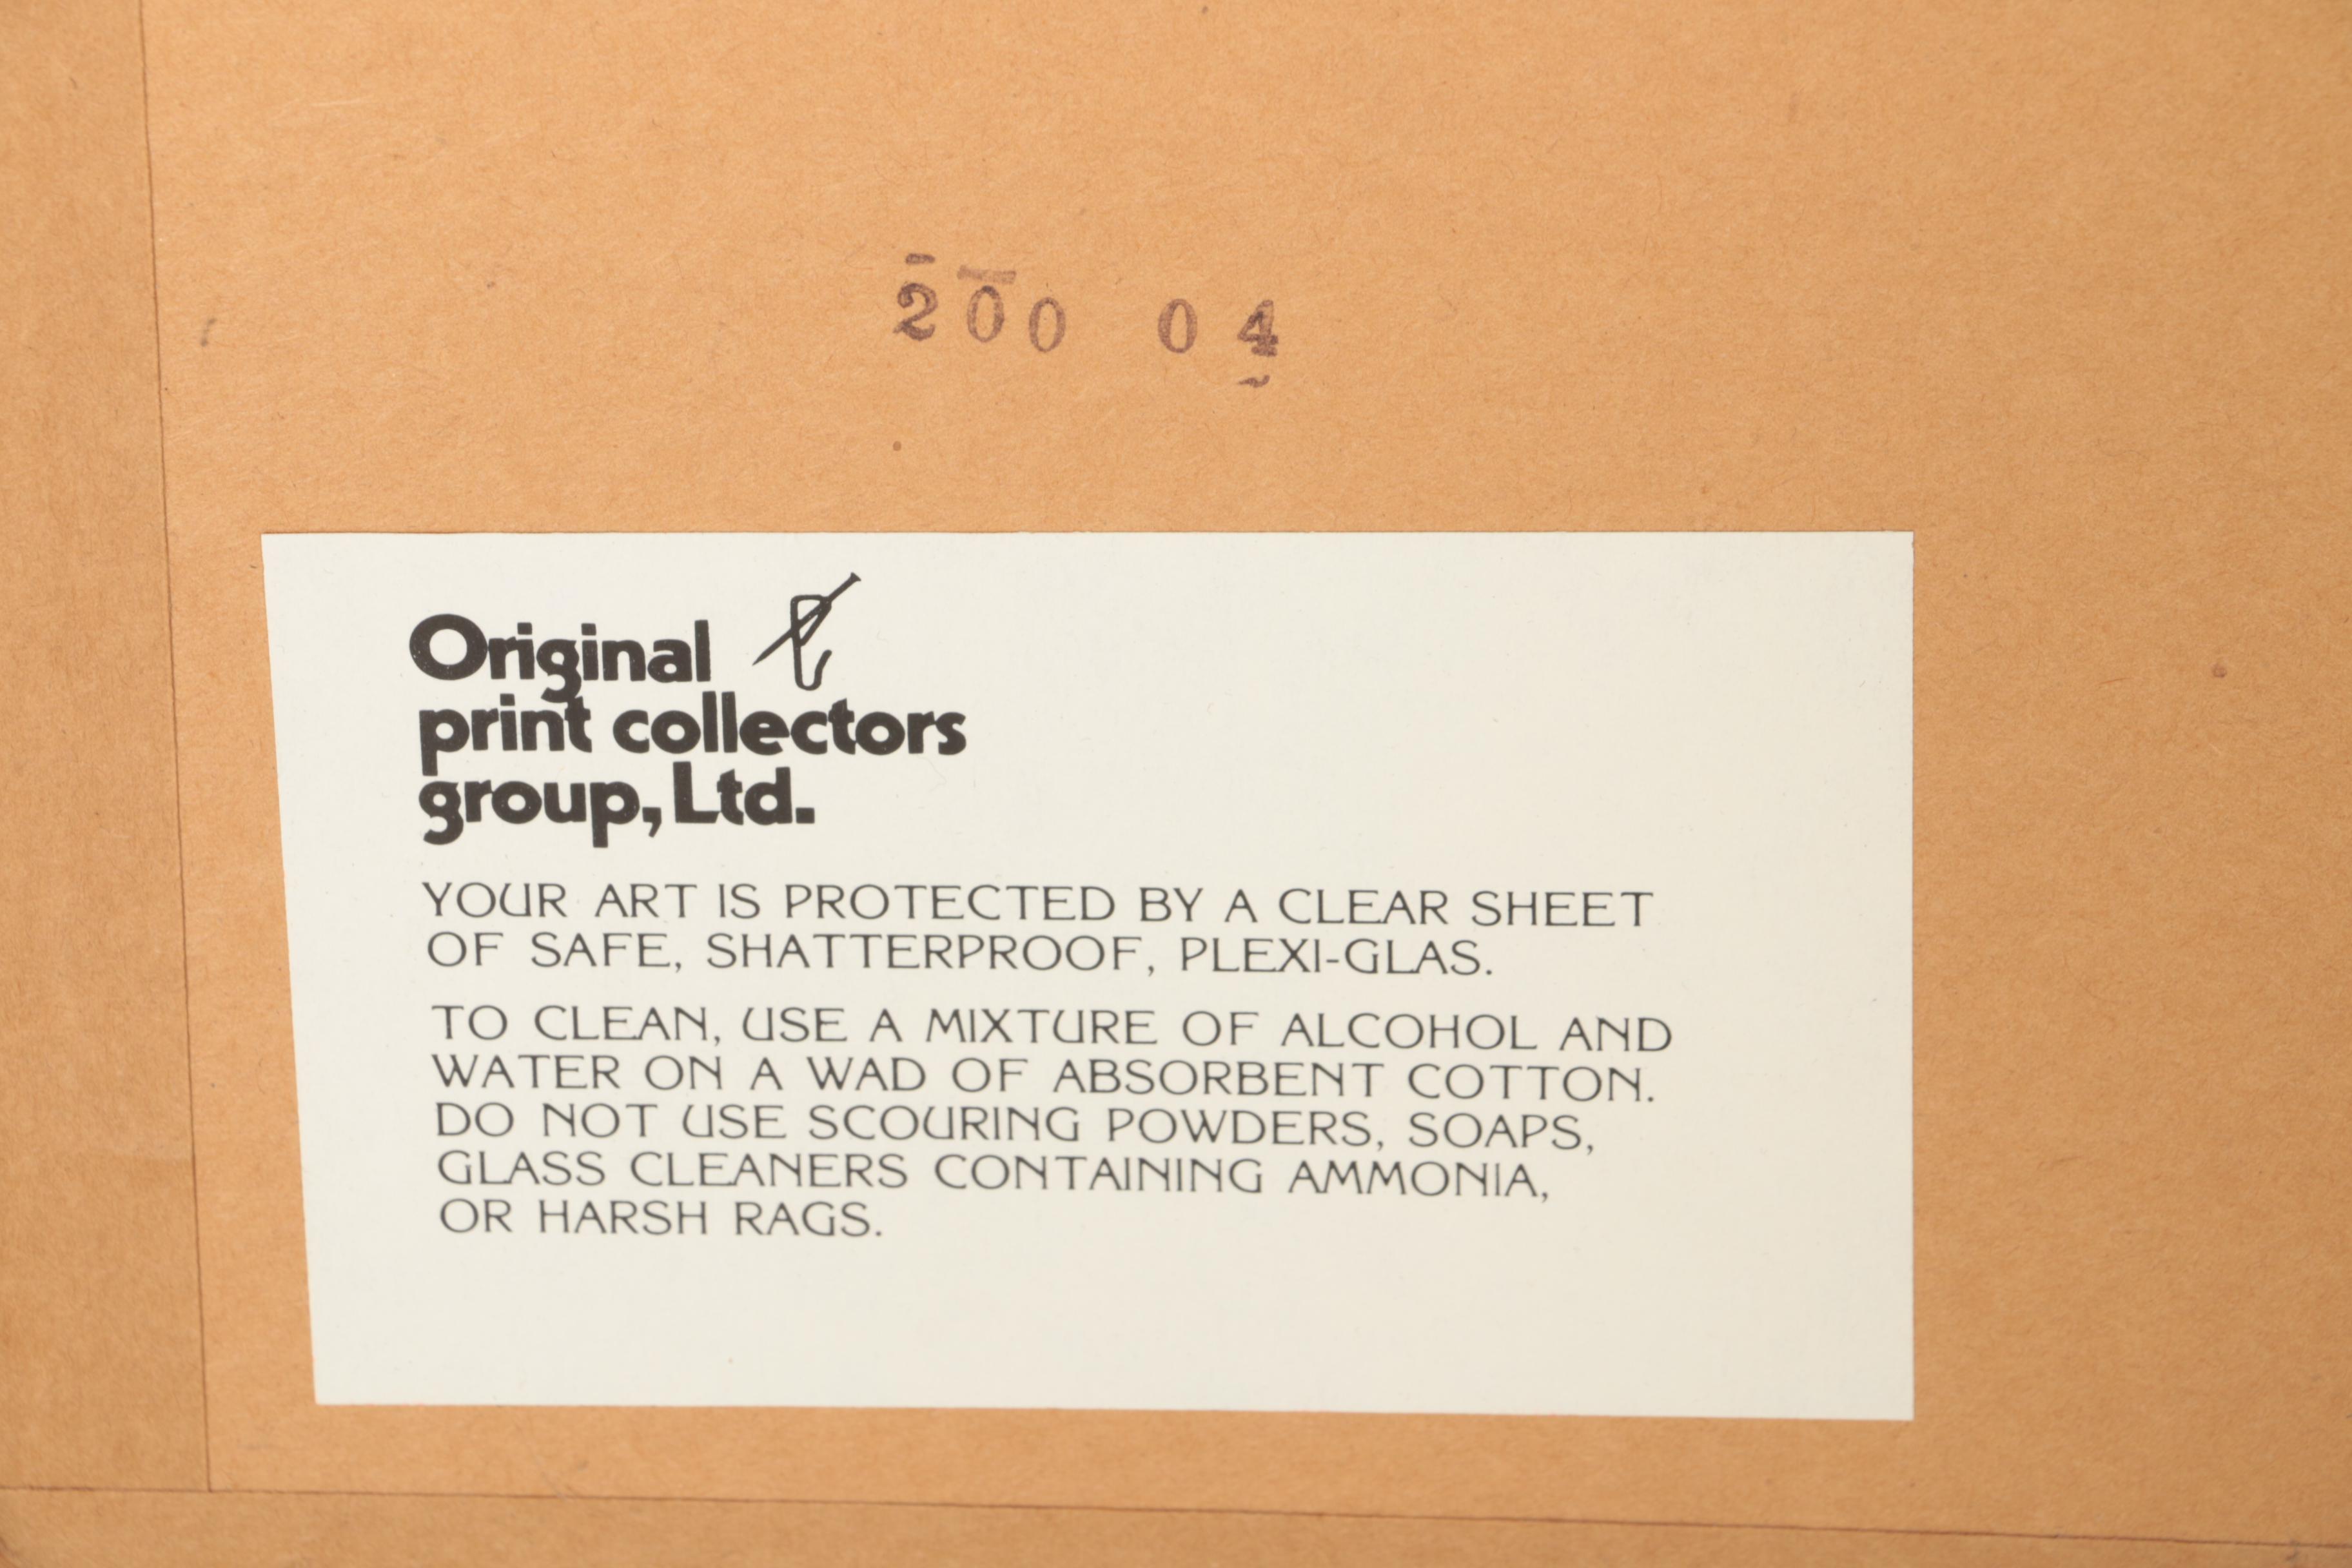 200 04
Original
print collectors
group, Ltd.
YOUR ART IS PROTECTED BY A CLEAR SHEET
OF SAFE, SHATTERPROOF, PLEXI-GLAS.
TO CLEAN, USE A MIXTURE OF ALCOHOL AND
WATER ON A WAD OF ABSORBENT COTTON.
DO NOT USE SCOURING POWDERS, SOAPS,
GLASS CLEANERS CONTAINING AMMONIA,
OR HARSH RAGS.